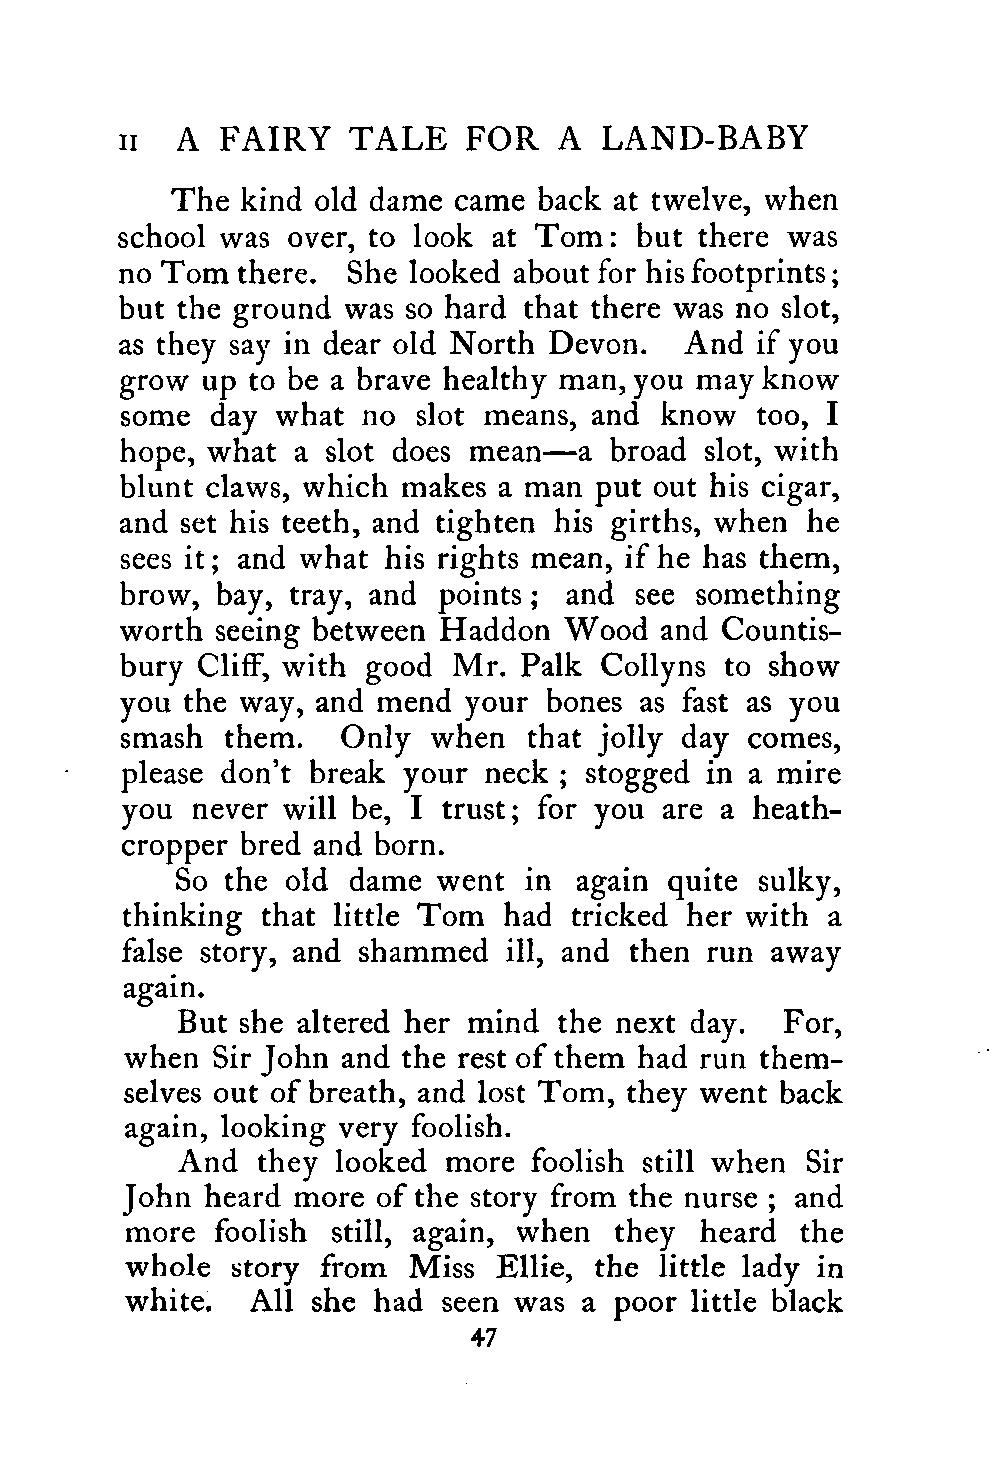 II A FAIRY TALE FOR A LAND-BABY
The kind old dame came back at twelve, when
school was over, to look at Tom: but there was
no Tom there. She looked about for his footprints;
but the ground was so hard that there was no slot,
as they say in dear old North Devon. And if you
grow up to be a brave healthy man, you may know
some day what no slot means, and know too, I
hope, what a slot does mean—a broad slot, with
blunt claws, which makes a man put out his cigar,
and set his teeth, and tighten his girths, when he
sees it; and what his rights mean, if he has them,
brow, bay, tray, and points; and see something
worth seeing between Haddon Wood and Countis-
bury Cliff, with good Mr. Palk Collyns to show
you the way, and mend your bones as fast as you
smash them. Only when that jolly day comes,
please don't break your neck; stogged in a mire
you never will be, I trust; for you are a heath-
cropper bred and born.
So the old dame went in again quite sulky,
thinking that little Tom had tricked her with a
false story, and shammed ill, and then run away
again.
But she altered her mind the next day. For,
when Sir John and the rest of them had run them-
selves out of breath, and lost Tom, they went back
again, looking very foolish.
And they looked more foolish still when Sir
John heard more of the story from the nurse; and
more foolish still, again, when they heard the
whole story from Miss Ellie, the little lady in
white. All she had seen was a poor little black
47